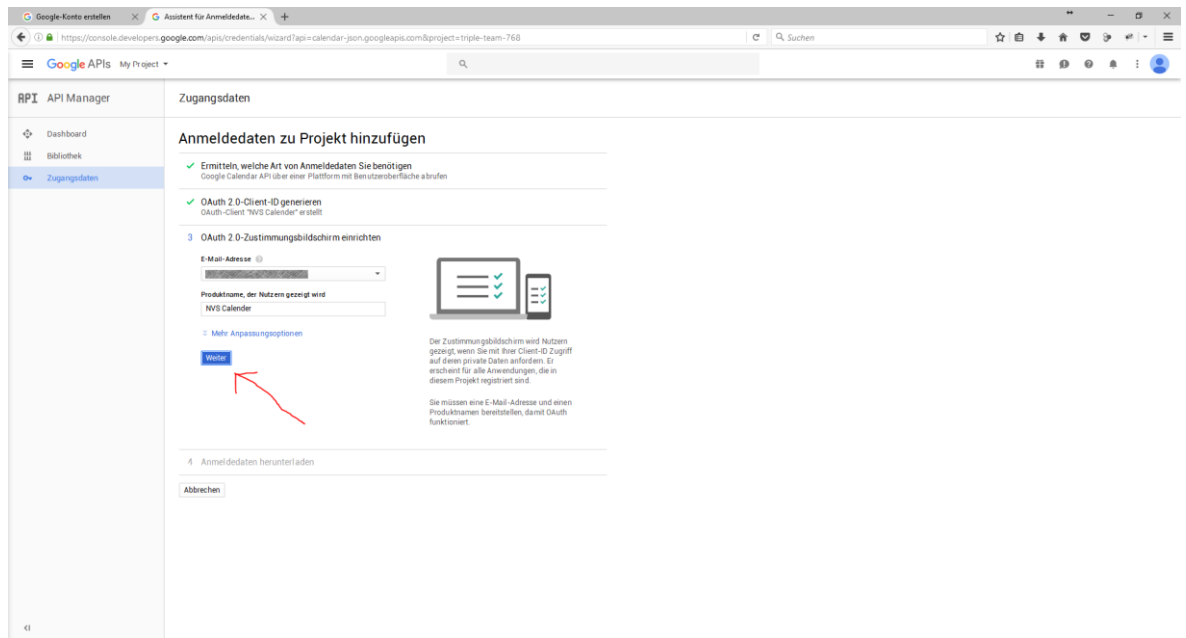 Google-Konto erstellen
Assistent für Anmeldedate...
https://console.developers.google.com/apis/credentials/wizard?api=calendar-json.googleapis.com&project=triple-team-768
Suchen
Google APIs My Project
API API Manager
Zugangsdaten
Dashboard
Bibliothek
Zugangsdaten
Anmeldedaten zu Projekt hinzufügen
Ermitteln, welche Art von Anmeldedaten Sie benötigen
Google Calendar API über einer Plattform mit Benutzeroberfläche abrufen
OAuth 2.0-Client-ID generieren
OAuth-Client "NVS Calender" erstellt
3 OAuth 2.0-Zustimmungsbildschirm einrichten
E-Mail-Adresse
Produktname, der Nutzern gezeigt wird
NVS Calender
Mehr Anpassungsoptionen
Weiter
Der Zustimmungsbildschirm wird Nutzern
gezeigt, wenn Sie mit Ihrer Client-ID Zugriff
auf deren private Daten anfordern. Er
erscheint für alle Anwendungen, die in
diesem Projekt registriert sind.
Sie müssen eine E-Mail-Adresse und einen
Produktnamen bereitstellen, damit OAuth
funktioniert.
4 Anmeldedaten herunterladen
Abbrechen